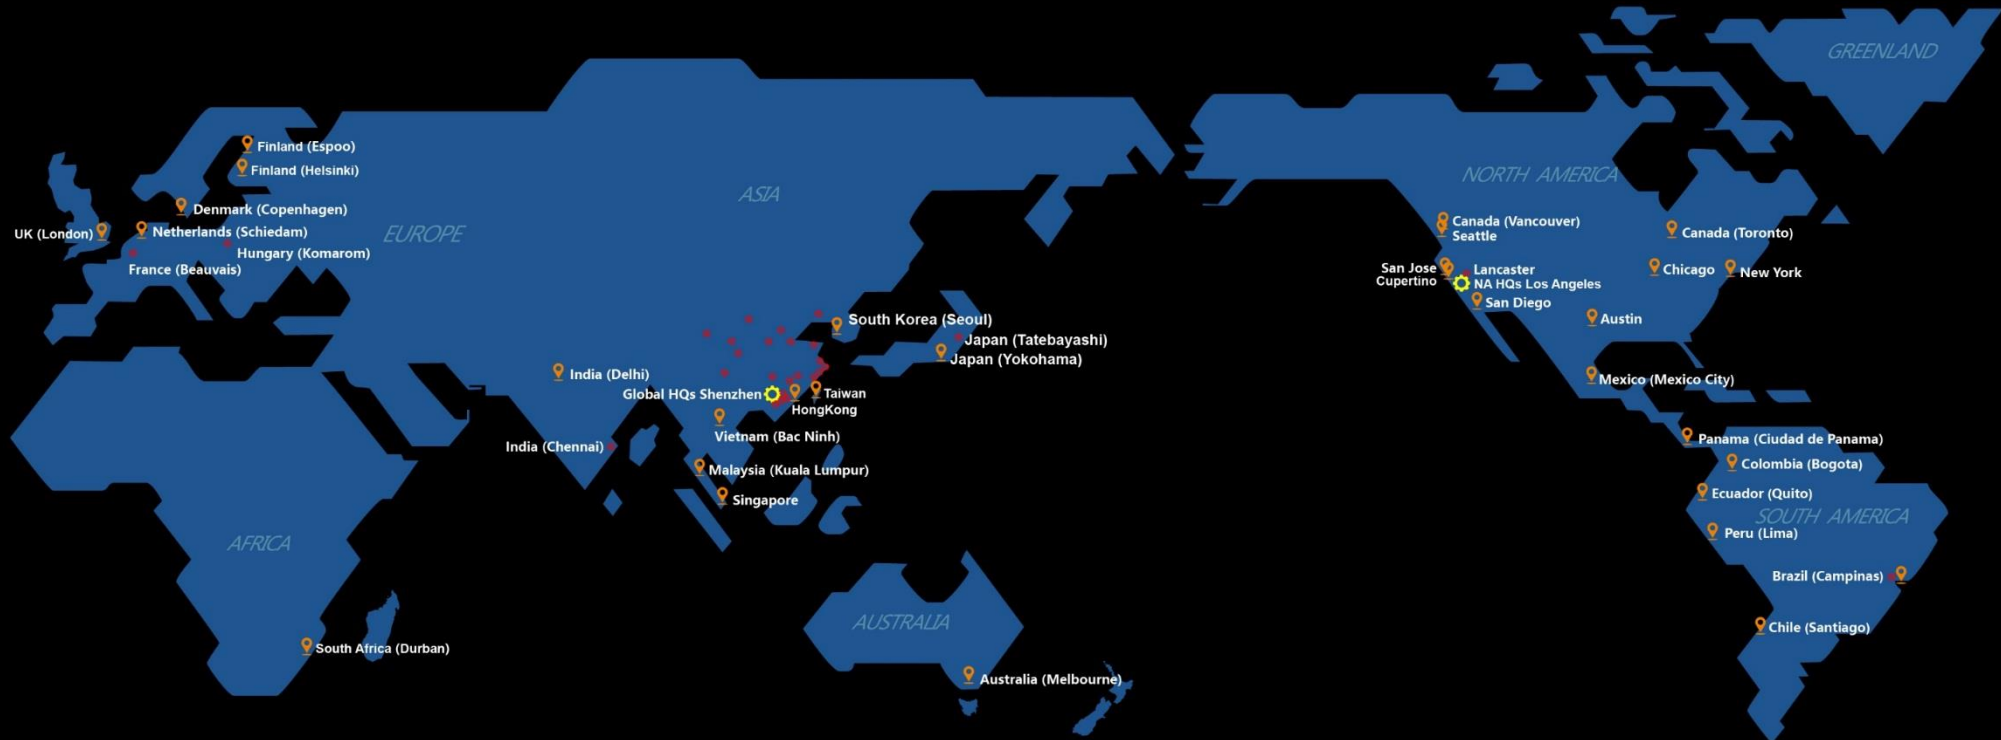 GREENLAND
Finland (Espoo)
Finland (Helsinki)
NORTH AMERICA
ASIA
Denmark (Copenhagen)
UK (London)
Netherlands (Schiedam)
EUROPE
Hungary (Komarom)
France (Beauvais)
Canada (Vancouver)
Seattle
Canada (Toronto)
San Jose
Cupertino
Lancaster
NA HQs Los Angeles
San Diego
Chicago
New York
Austin
South Korea (Seoul)
Japan (Tatebayashi)
Japan (Yokohama)
India (Delhi)
Global HQs Shenzhen
Taiwan
HongKong
Mexico (Mexico City)
Vietnam (Bac Ninh)
India (Chennai)
Malaysia (Kuala Lumpur)
Singapore
Panama (Ciudad de Panama)
Colombia (Bogota)
Ecuador (Quito)
SOUTH AMERICA
Peru (Lima)
AFRICA
Brazil (Campinas)
AUSTRALIA
Chile (Santiago)
South Africa (Durban)
Australia (Melbourne)